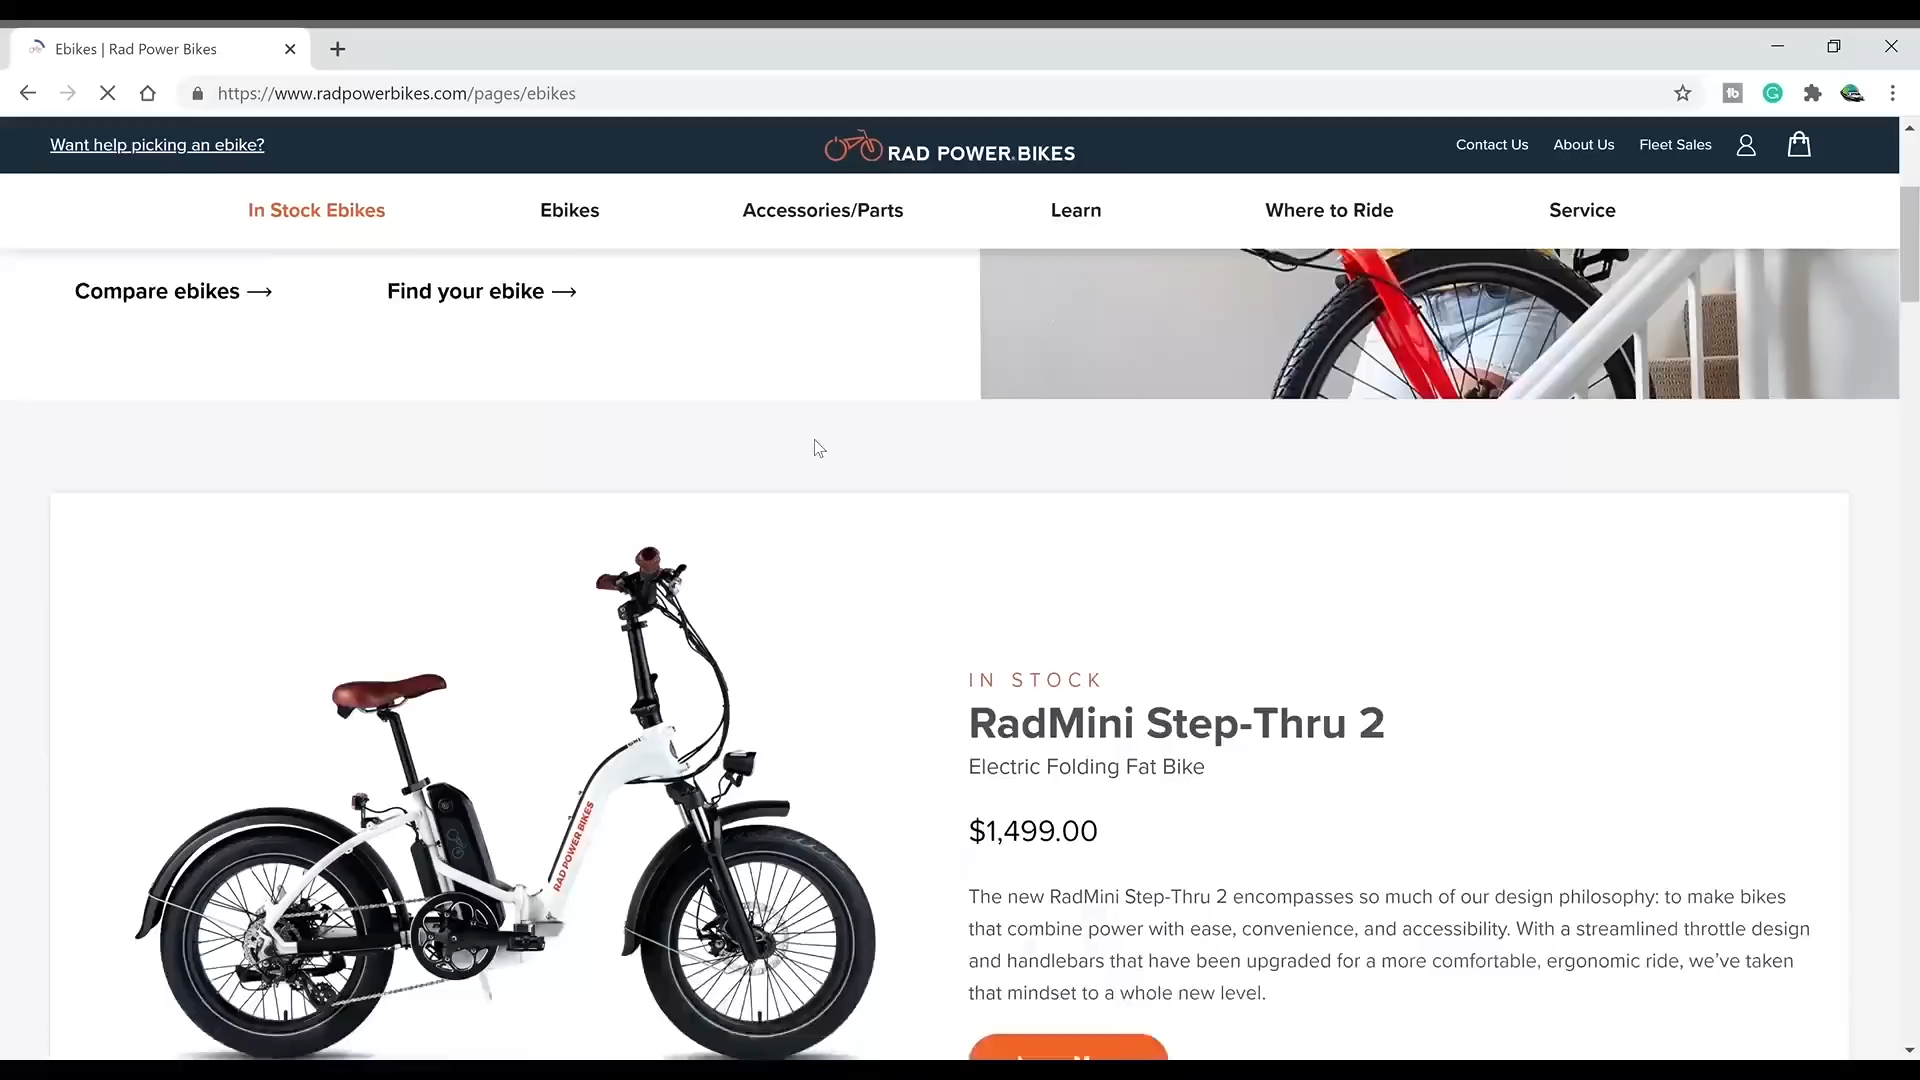 Ebikes | Rad Power Bikes
https://www.radpowerbikes.com/pages/ebikes
Want help picking an ebike?
RAD POWER BIKES
Contact Us
About Us
Fleet Sales
In Stock Ebikes
Ebikes
Accessories/Parts
Learn
Where to Ride
Service
Compare ebikes →
Find your ebike →
RAD POWER BIKES
IN STOCK
RadMini Step-Thru 2
Electric Folding Fat Bike
$1,499.00
The new RadMini Step-Thru 2 encompasses so much of our design philosophy: to make bikes
that combine power with ease, convenience, and accessibility. With a streamlined throttle design
and handlebars that have been upgraded for a more comfortable, ergonomic ride, we've taken
that mindset to a whole new level.